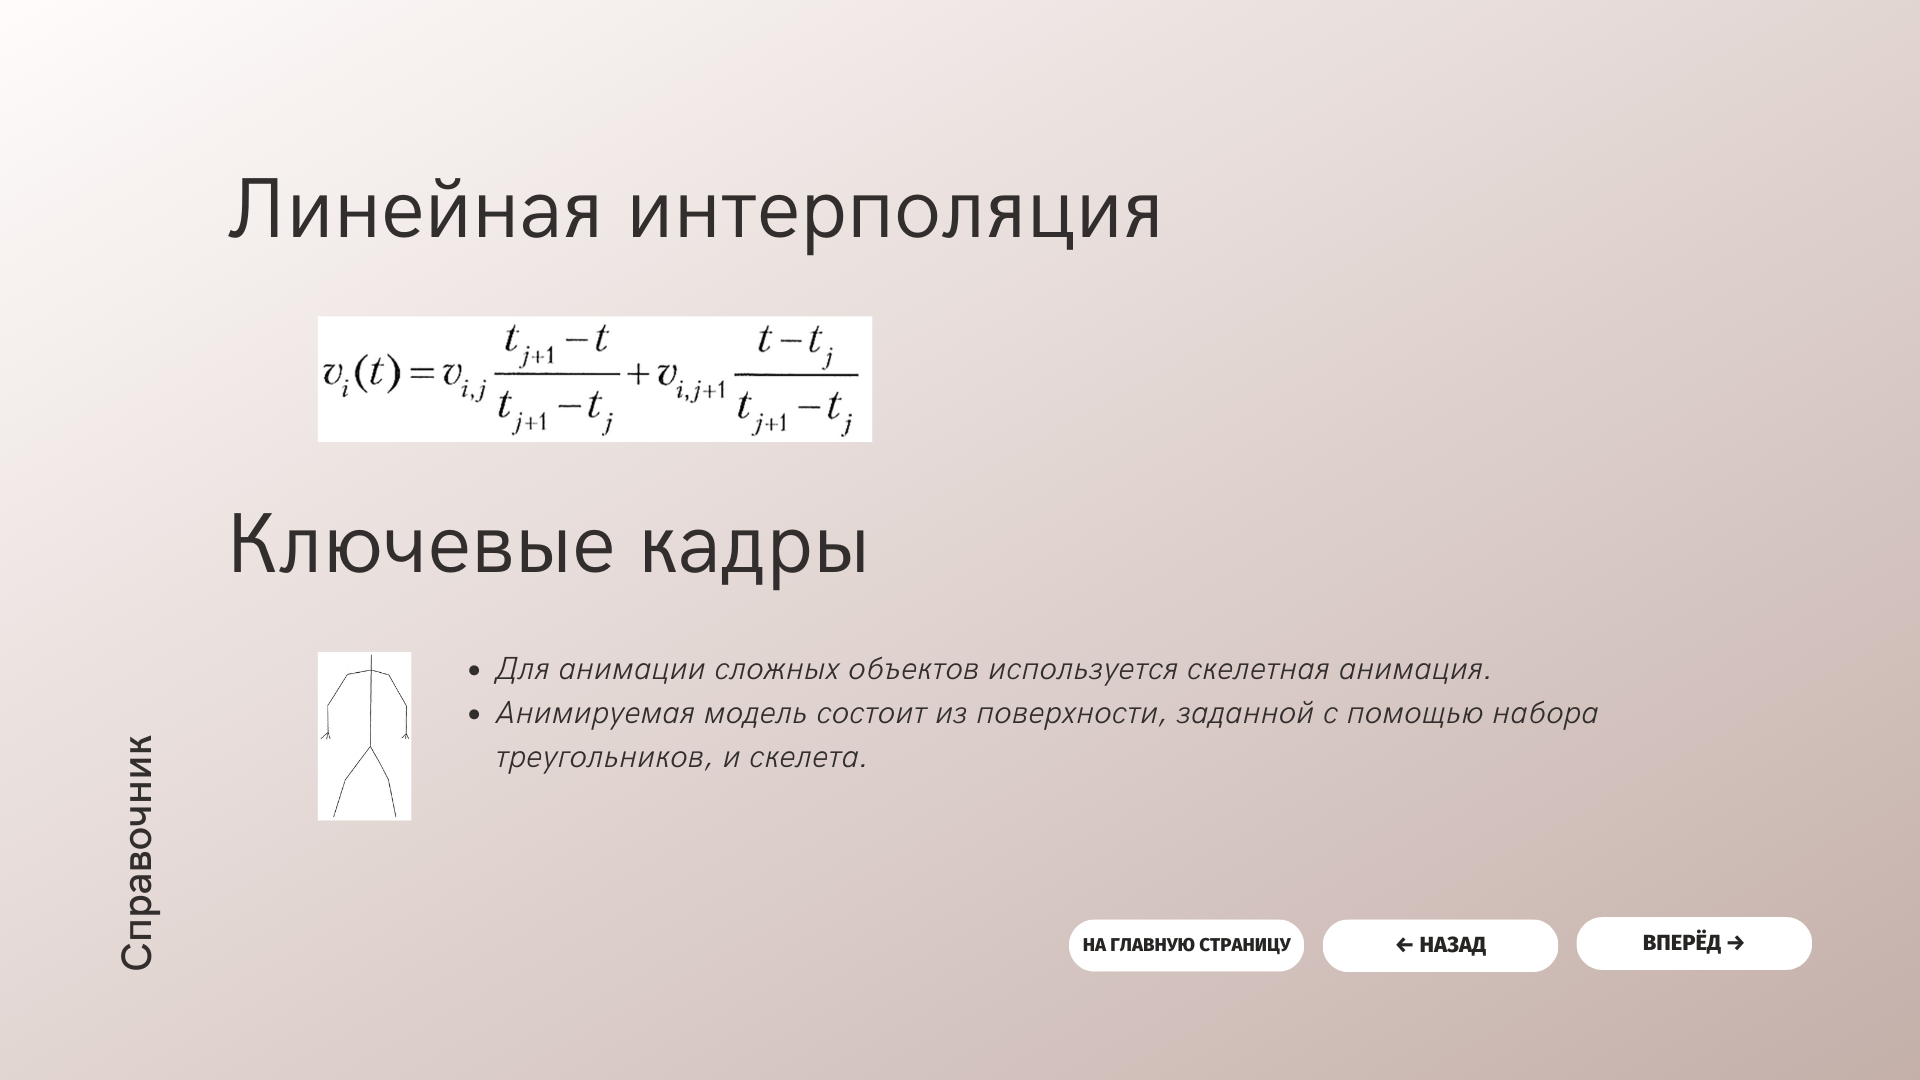 Линейная интерполяция
v_i(t) = v_{i,j} \frac{t_{j+1} - t}{t_{j+1} - t_j} + v_{i,j+1} \frac{t - t_j}{t_{j+1} - t_j}
Ключевые кадры
• Для анимации сложных объектов используется скелетная анимация.
• Анимируемая модель состоит из поверхности, заданной с помощью набора
треугольников, и скелета.
Справочник
НА ГЛАВНУЮ СТРАНИЦУ
← НАЗАД
ВПЕРЁД →